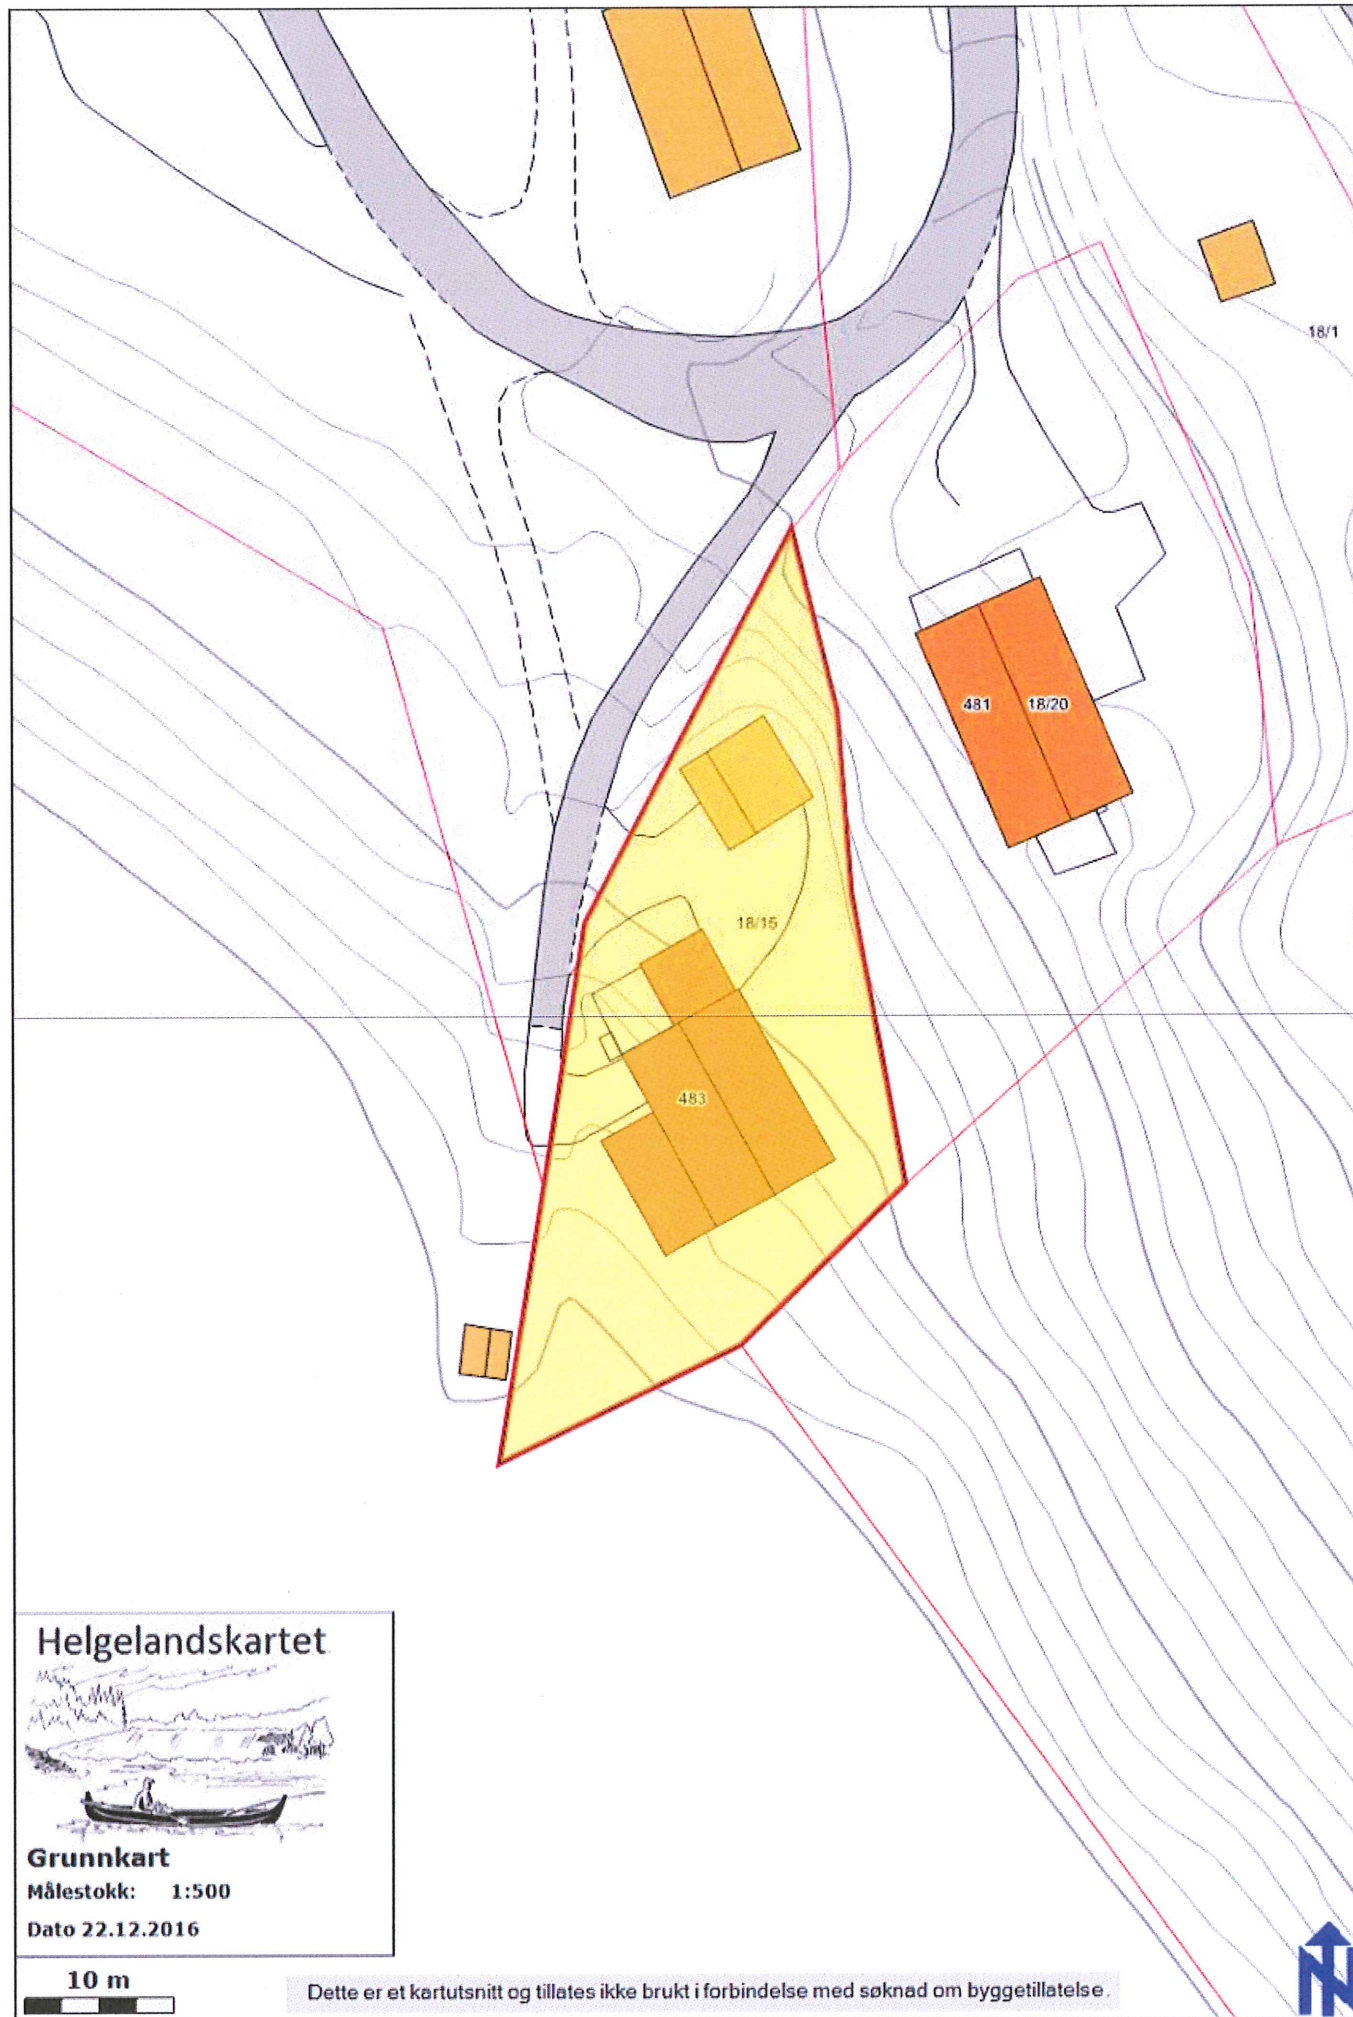 18/1
481 18/20
18/15
483
Helgelandskartet
Grunnkart
Målestokk: 1:500
Dato 22.12.2016
10 m
Dette er et kartutsnitt og tillates ikke brukt i forbindelse med søknad om byggetillatelse.
N